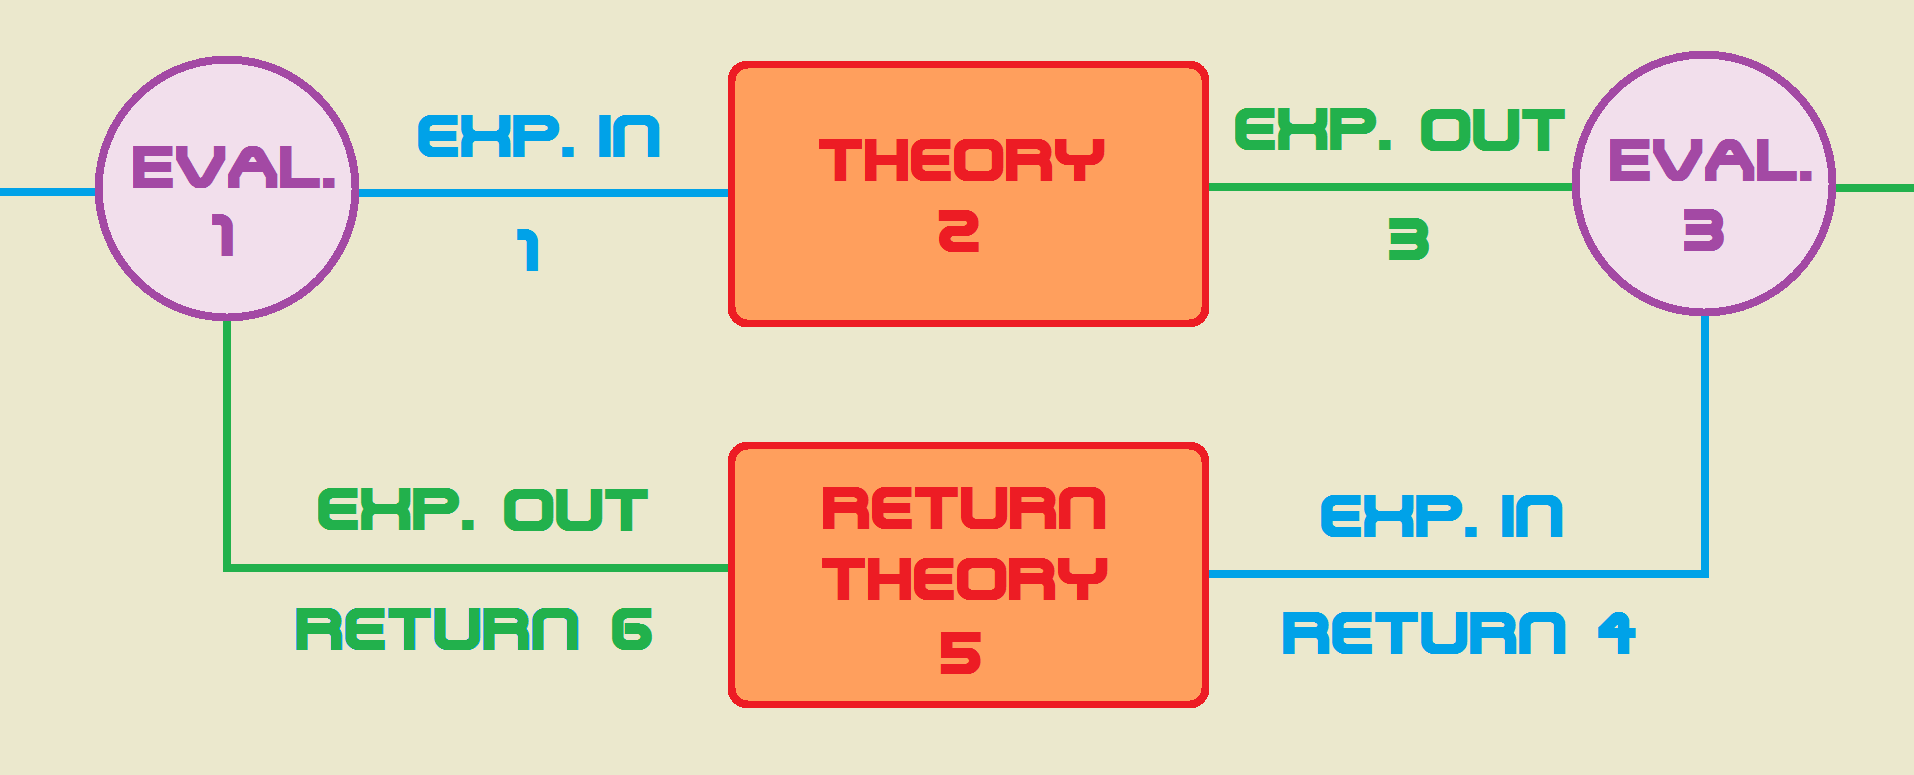 EVAL.
1
EXP. IN
1
THEORY
2
EXP. OUT
3
EVAL.
3
EXP. OUT
RETURN 6
RETURN
THEORY
5
EXP. IN
RETURN 4